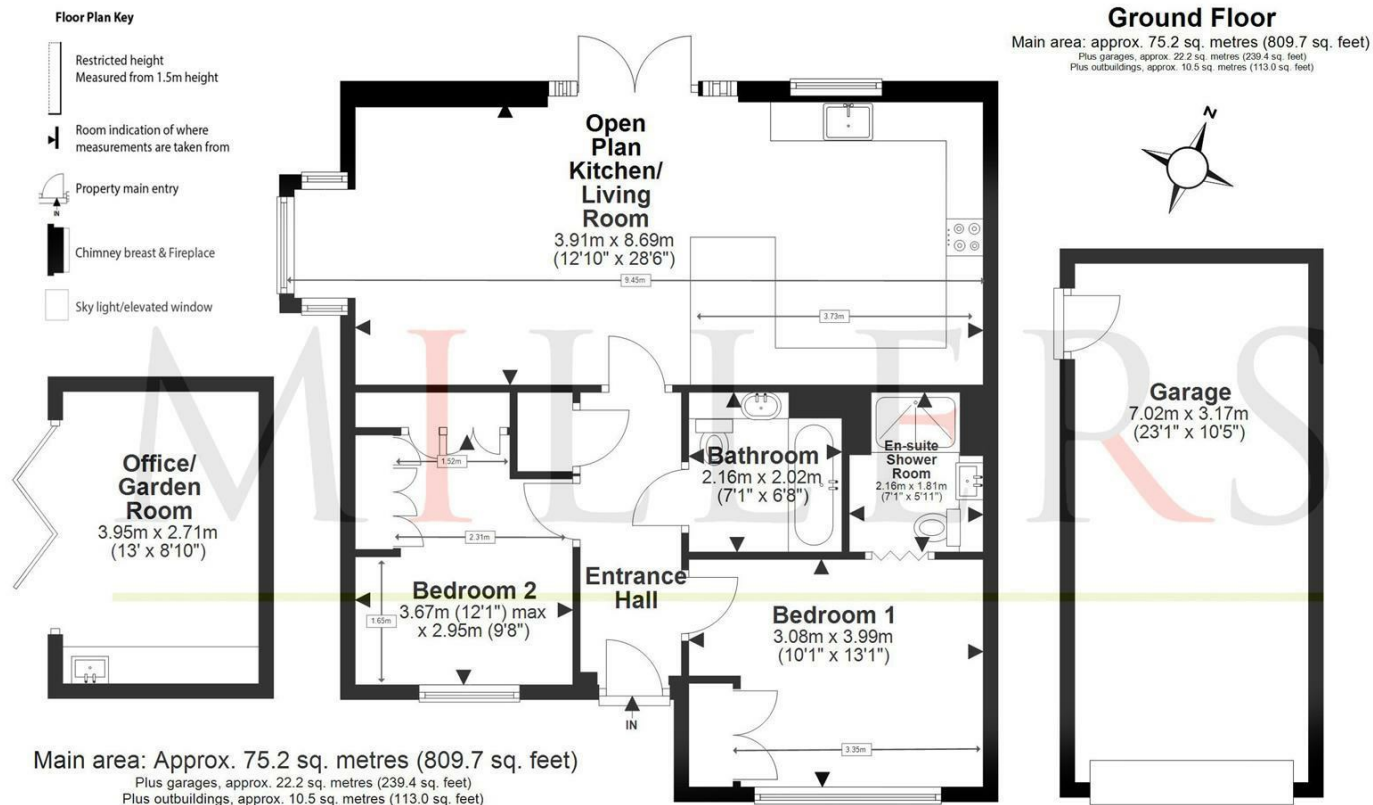 Floor Plan Key
Restricted height
Measured from 1.5m height
Room indication of where
measurements are taken from
Property main entry
IN
Chimney breast & Fireplace
Sky light/elevated window
Ground Floor
Main area: approx. 75.2 sq. metres (809.7 sq. feet)
Plus garages, approx. 22.2 sq. metres (239.4 sq. feet)
Plus outbuildings, approx. 10.5 sq. metres (113.0 sq. feet)
N
Open
Plan
Kitchen/
Living
Room
3.91m x 8.69m
(12'10" x 28'6")
9.45m
3.73m
MILLERS
Office/
Garden
Room
3.95m x 2.71m
(13' x 8'10")
1.52m
2.31m
Bedroom 2
3.67m (12'1") max
x 2.95m (9'8")
1.65m
Entrance
Hall
IN
Bathroom
2.16m x 2.02m
(7'1" x 6'8")
En-suite
Shower
Room
2.16m x 1.81m
(7'1" x 5'11")
Bedroom 1
3.08m x 3.99m
(10'1" x 13'1")
3.35m
Garage
7.02m x 3.17m
(23'1" x 10'5")
Main area: Approx. 75.2 sq. metres (809.7 sq. feet)
Plus garages, approx. 22.2 sq. metres (239.4 sq. feet)
Plus outbuildings, approx. 10.5 sq. metres (113.0 sq. feet)